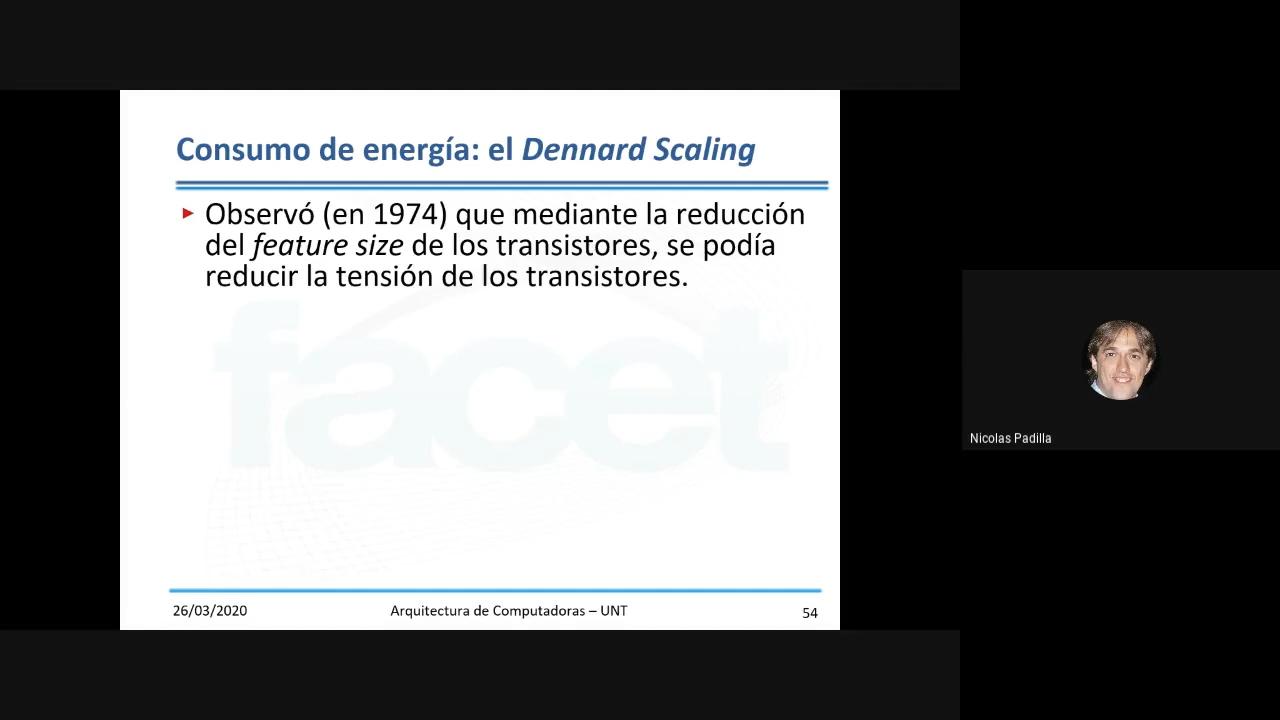 Consumo de energía: el Dennard Scaling
Observó (en 1974) que mediante la reducción
del feature size de los transistores, se podía
reducir la tensión de los transistores.
facet
26/03/2020
Arquitectura de Computadoras – UNT
54
Nicolas Padilla